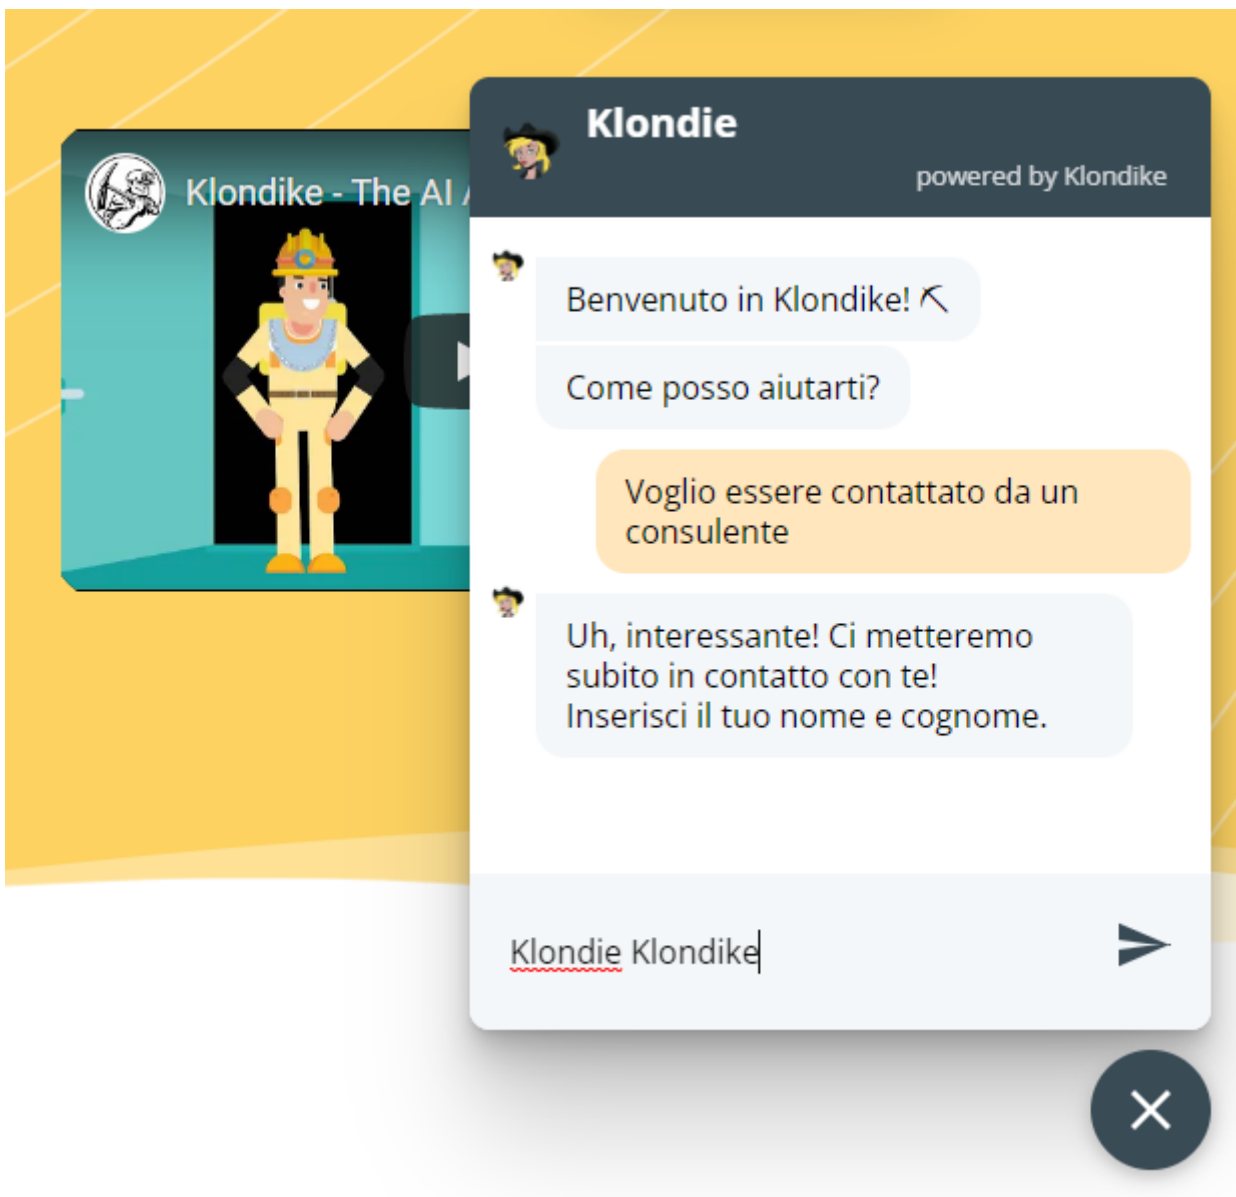 Klondie
powered by Klondike
Klondike - The AI
Benvenuto in Klondike! ⛏
Come posso aiutarti?
Voglio essere contattato da un
consulente
Uh, interessante! Ci metteremo
subito in contatto con te!
Inserisci il tuo nome e cognome.
Klondie Klondike